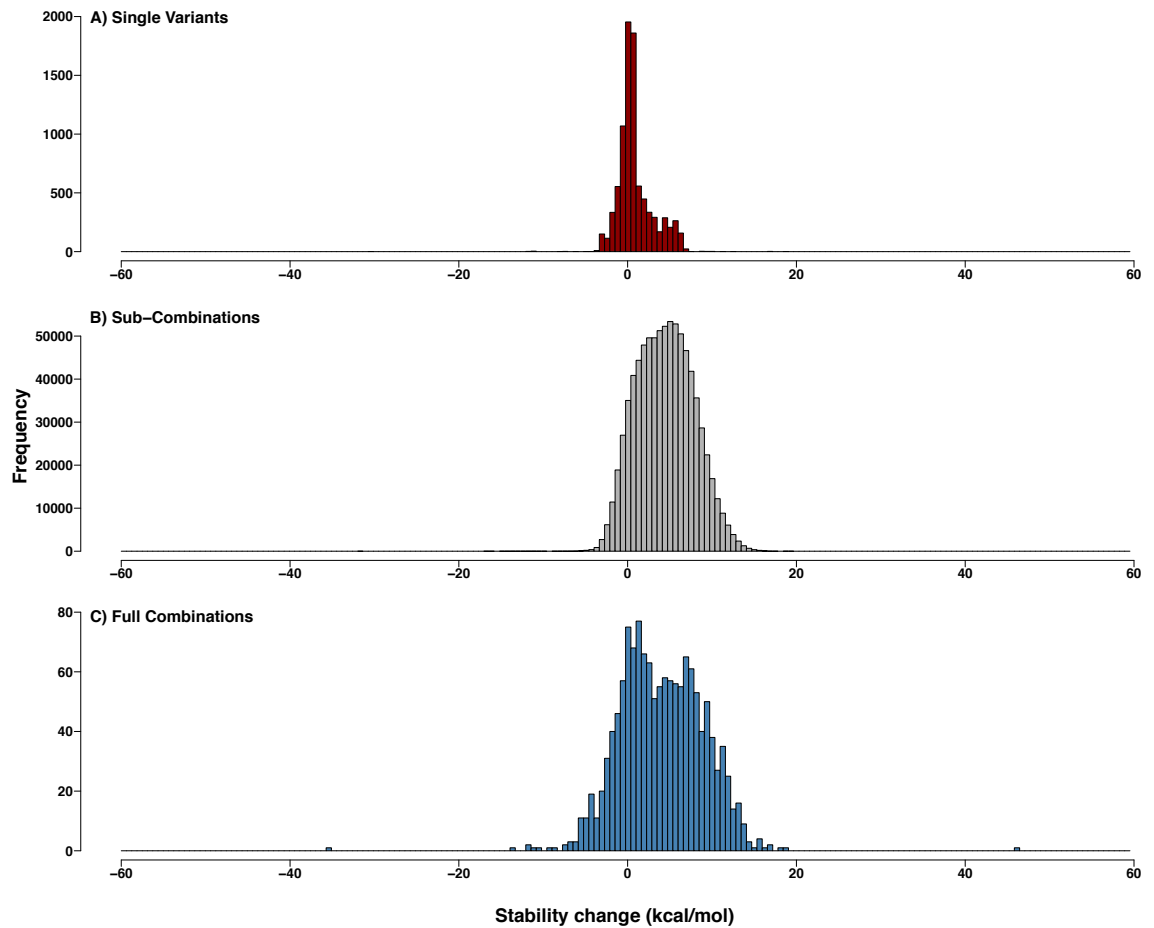 A) Single Variants
2000
1500
1000
500
0
−60 −40 −20 0 20 40 60
B) Sub−Combinations
50000
40000
30000
20000
10000
0
Frequency
−60 −40 −20 0 20 40 60
C) Full Combinations
80
60
40
20
0
−60 −40 −20 0 20 40 60
Stability change (kcal/mol)